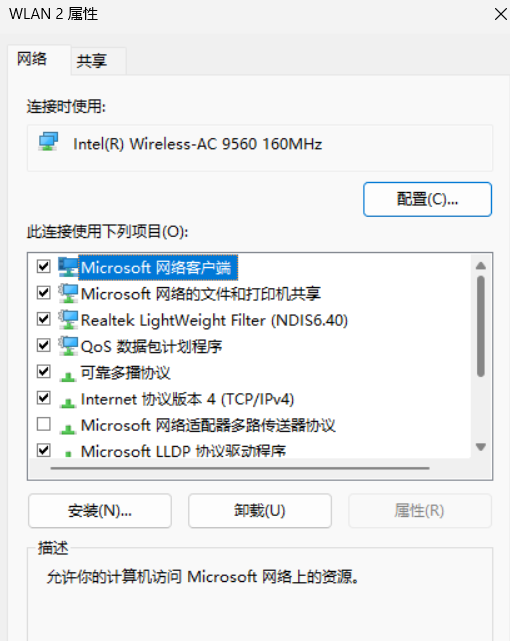 WLAN 2 属性
网络
共享
连接时使用:
Intel(R) Wireless-AC 9560 160MHz
配置(C)...
此连接使用下列项目(O):
Microsoft 网络客户端
Microsoft 网络的文件和打印机共享
Realtek LightWeight Filter (NDIS6.40)
QoS 数据包计划程序
可靠多播协议
Internet 协议版本 4 (TCP/IPv4)
Microsoft 网络适配器多路传送器协议
Microsoft LLDP 协议驱动程序
安装(N)...
卸载(U)
属性(R)
描述
允许你的计算机访问 Microsoft 网络上的资源。